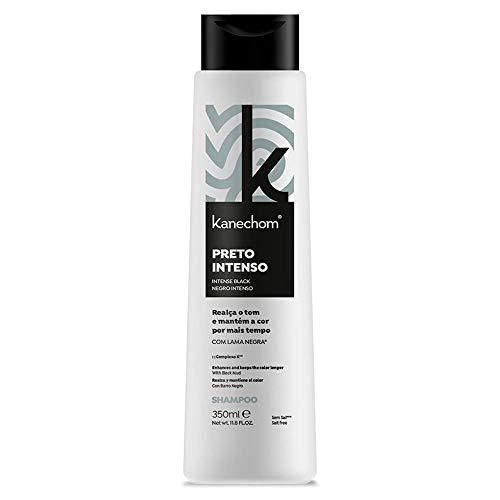 k
Kanechom®
PRETO
INTENSO
INTENSE BLACK
NEGRO INTENSO
Realça o tom
e mantém a cor
por mais tempo
COM LAMA NEGRA*
:: Complexo K**
Enhances and keeps the color longer
With Black Mud
Realza y mantiene el color
Con Barro Negro
SHAMPOO
350ml ℮
Net wt. 11.8 FL.OZ.
Sem Sal***
Salt free